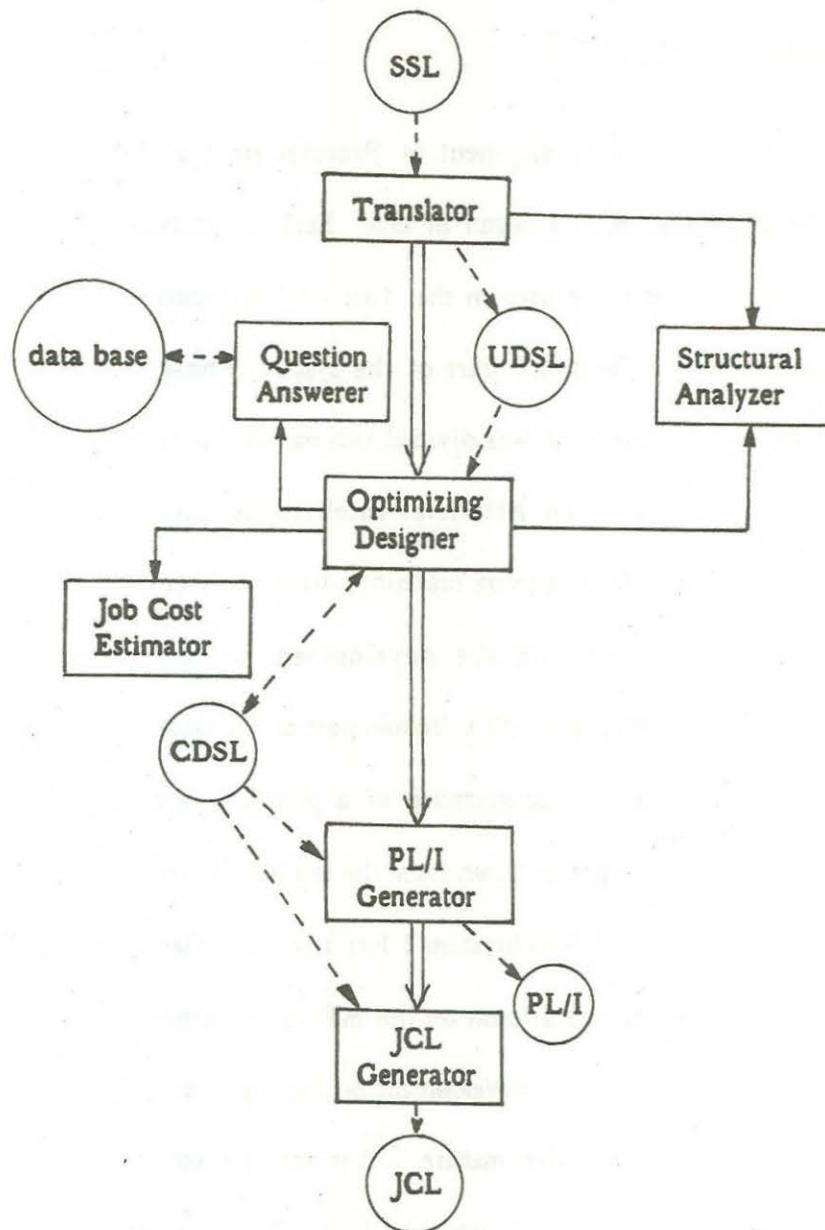 SSL
Translator
data base
Question
Answerer
UDSL
Structural
Analyzer
Optimizing
Designer
Job Cost
Estimator
CDSL
PL/I
Generator
PL/I
JCL
Generator
JCL